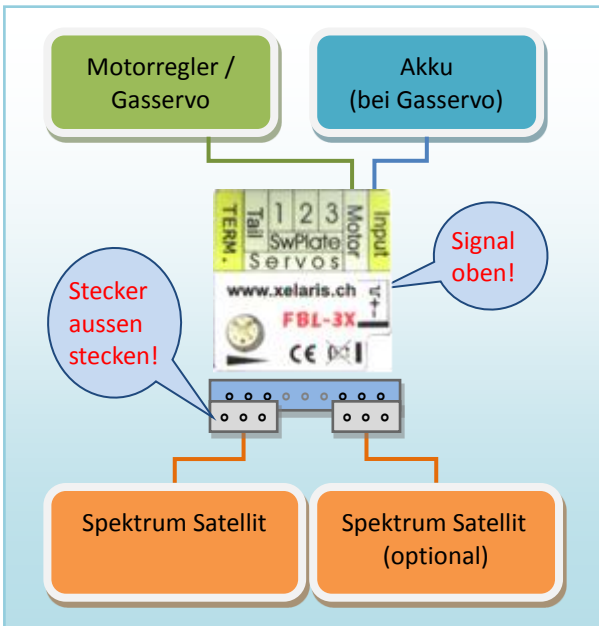 Motorregler /
Gasservo
Akku
(bei Gasservo)
TERM.
Tail
1 2 3
Motor
Input
SwPlate
Servos
Signal
oben!
www.xelaris.ch
- +
FBL-3X
CE
Stecker
aussen
stecken!
Spektrum Satellit
Spektrum Satellit
(optional)